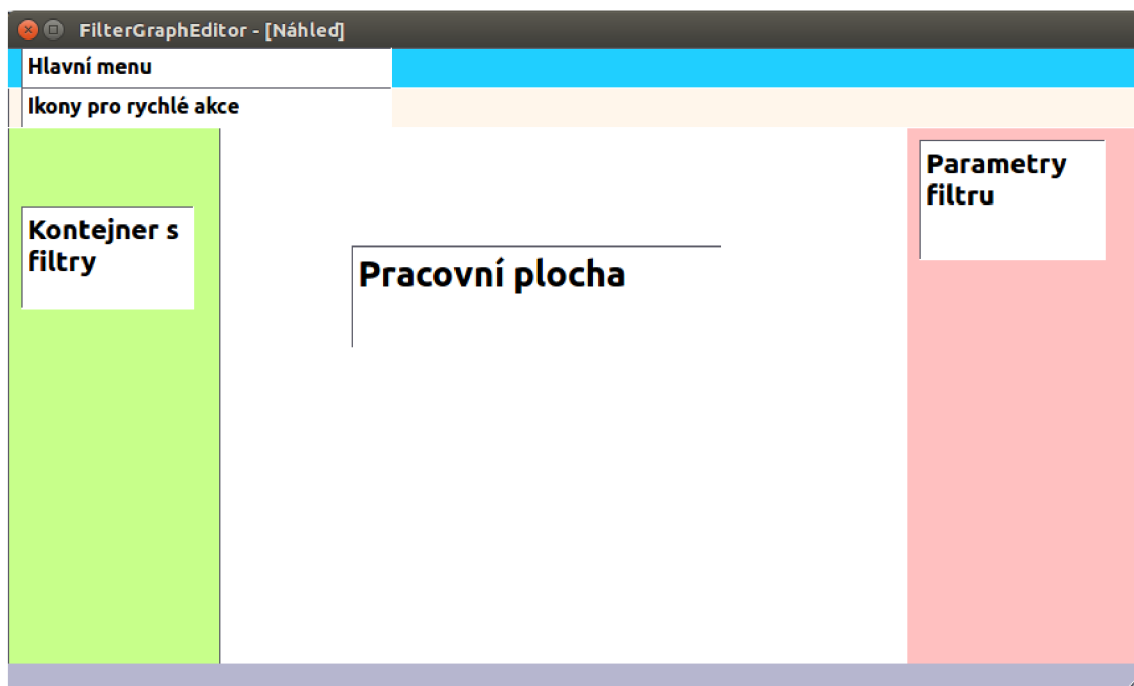 FilterGraphEditor - [Náhled]
Hlavní menu
Ikony pro rychlé akce
Kontejner s
filtry
Pracovní plocha
Parametry
filtru